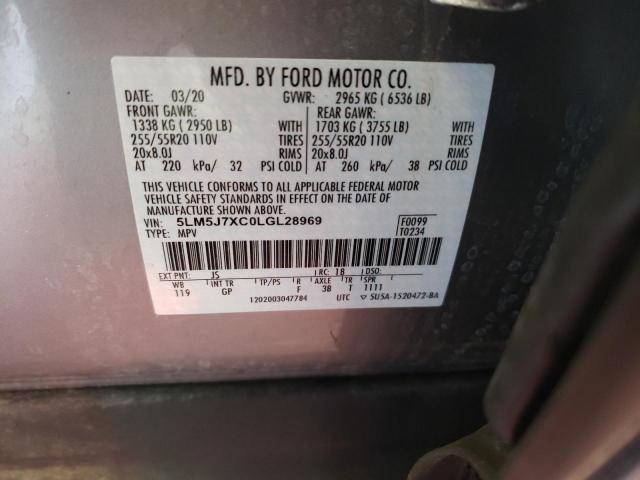 MFD. BY FORD MOTOR CO.
DATE: 03/20 GVWR: 2965 KG ( 6536 LB)
FRONT GAWR: REAR GAWR:
1338 KG ( 2950 LB) WITH 1703 KG ( 3755 LB) WITH
255/55R20 110V TIRES 255/55R20 110V TIRES
20x8.0J RIMS 20x8.0J RIMS
AT 220 kPa/ 32 PSI COLD AT 260 kPa/ 38 PSI COLD
THIS VEHICLE CONFORMS TO ALL APPLICABLE FEDERAL MOTOR
VEHICLE SAFETY STANDARDS IN EFFECT ON THE DATE OF
MANUFACTURE SHOWN ABOVE.
VIN: 5LM5J7XC0LGL28969 F0099
TYPE: MPV T0234
EXT PNT: JS RC: 18 DSO:
WB INT TR TP/PS R AXLE TR SPR
119 GP F 38 T 1111
1202003047784 UTC ▽ SU5A-1520472-BA